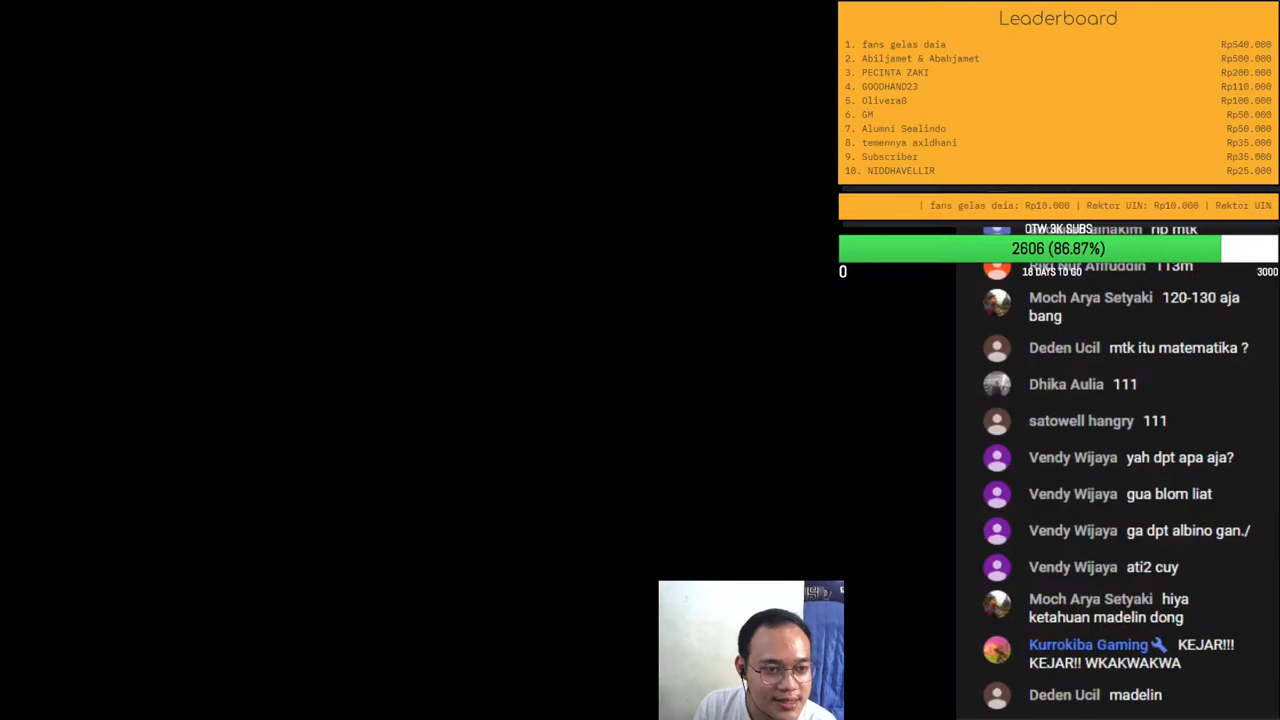 Leaderboard
1. fans gelas daia Rp540.000
2. Abiljamet & Abahjamet Rp500.000
3. PECINTA ZAKI Rp200.000
4. GOODHAND23 Rp110.000
5. Olivera8 Rp100.000
6. GM Rp50.000
7. Alumni Sealindo Rp50.000
8. temennya axldhani Rp35.000
9. Subscriber Rp35.000
10. NIDDHAVELLIR Rp25.000
| fans gelas daia: Rp10.000 | Rektor UIN: Rp10.000 | Rektor UIN
rip mtk
OTW 3K SUBS
2606 (86.87%)
0 18 DAYS TO GO 3000
Riki Nur Afifuddin 113m
Moch Arya Setyaki 120-130 aja
bang
Deden Ucil mtk itu matematika ?
Dhika Aulia 111
satowell hangry 111
Vendy Wijaya yah dpt apa aja?
Vendy Wijaya gua blom liat
Vendy Wijaya ga dpt albino gan./
Vendy Wijaya ati2 cuy
Moch Arya Setyaki hiya
ketahuan madelin dong
Kurrokiba Gaming KEJAR!!!
KEJAR!! WKAKWAKWA
Deden Ucil madelin